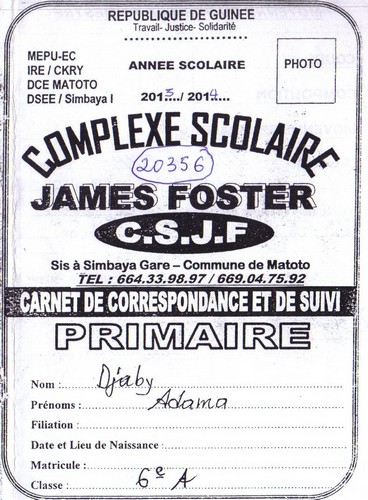 REPUBLIQUE DE GUINEE
Travail- Justice- Solidarité
MEPU-EC
IRE / CKRY
DCE MATOTO
DSEE / Simbaya I
ANNEE SCOLAIRE
2013/ 2014
PHOTO
COMPLEXE SCOLAIRE
20356
JAMES FOSTER
C.S.J.F
Sis à Simbaya Gare – Commune de Matoto
TEL : 664.33.98.97 / 669.04.75.92
CARNET DE CORRESPONDANCE ET DE SUIVI
PRIMAIRE
Nom : Djaby
Prénoms : Adama
Filiation :
Date et Lieu de Naissance :
Matricule :
Classe : 6e A